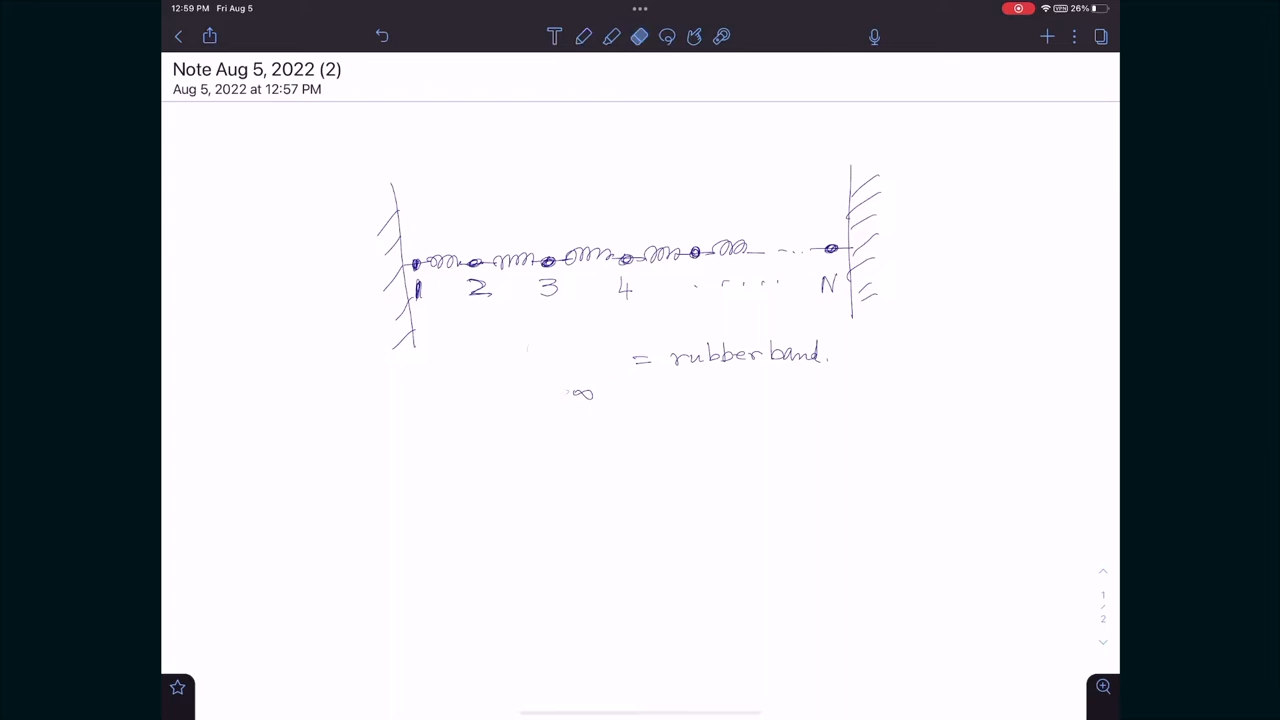 12:59 PM Fri Aug 5
VPN 26%
Note Aug 5, 2022 (2)
Aug 5, 2022 at 12:57 PM
1 2 3 4 ..... N
= rubber band.
∞
1
/
2